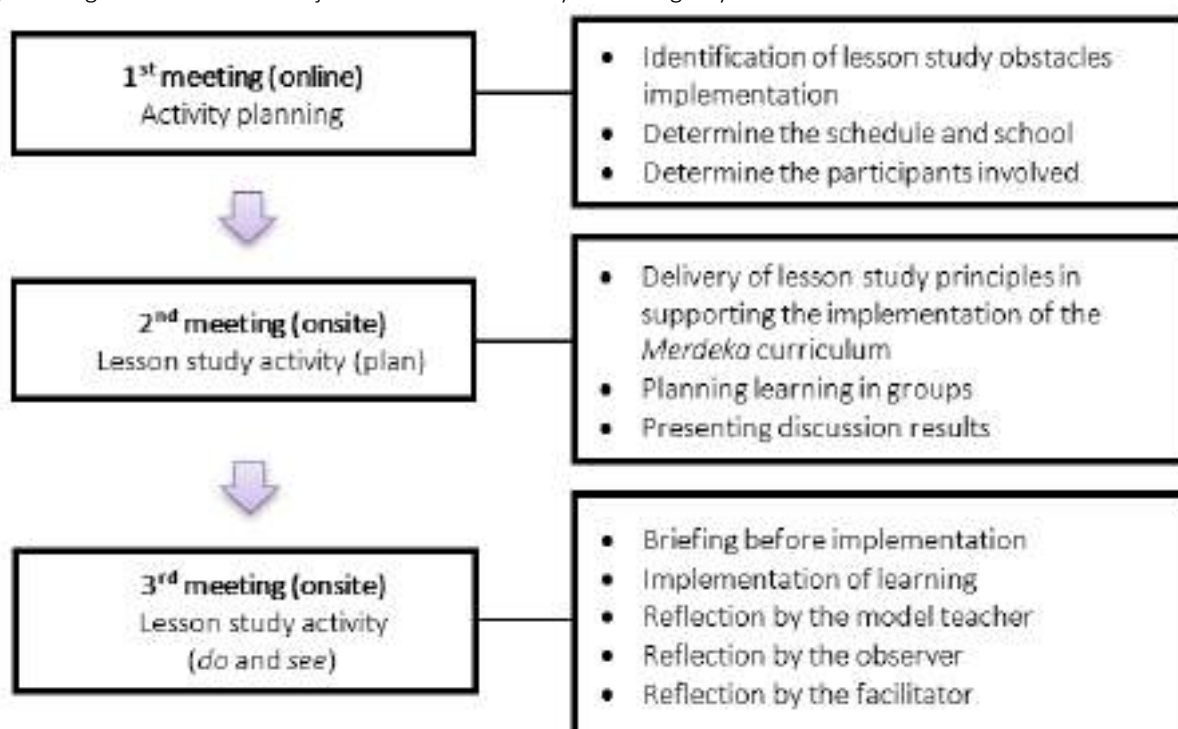 1st meeting (online)
Activity planning
• Identification of lesson study obstacles
implementation
• Determine the schedule and school
• Determine the participants involved
2nd meeting (onsite)
Lesson study activity (plan)
• Delivery of lesson study principles in
supporting the implementation of the
Merdeka curriculum
• Planning learning in groups
• Presenting discussion results
3rd meeting (onsite)
Lesson study activity
(do and see)
• Briefing before implementation
• Implementation of learning
• Reflection by the model teacher
• Reflection by the observer
• Reflection by the facilitator